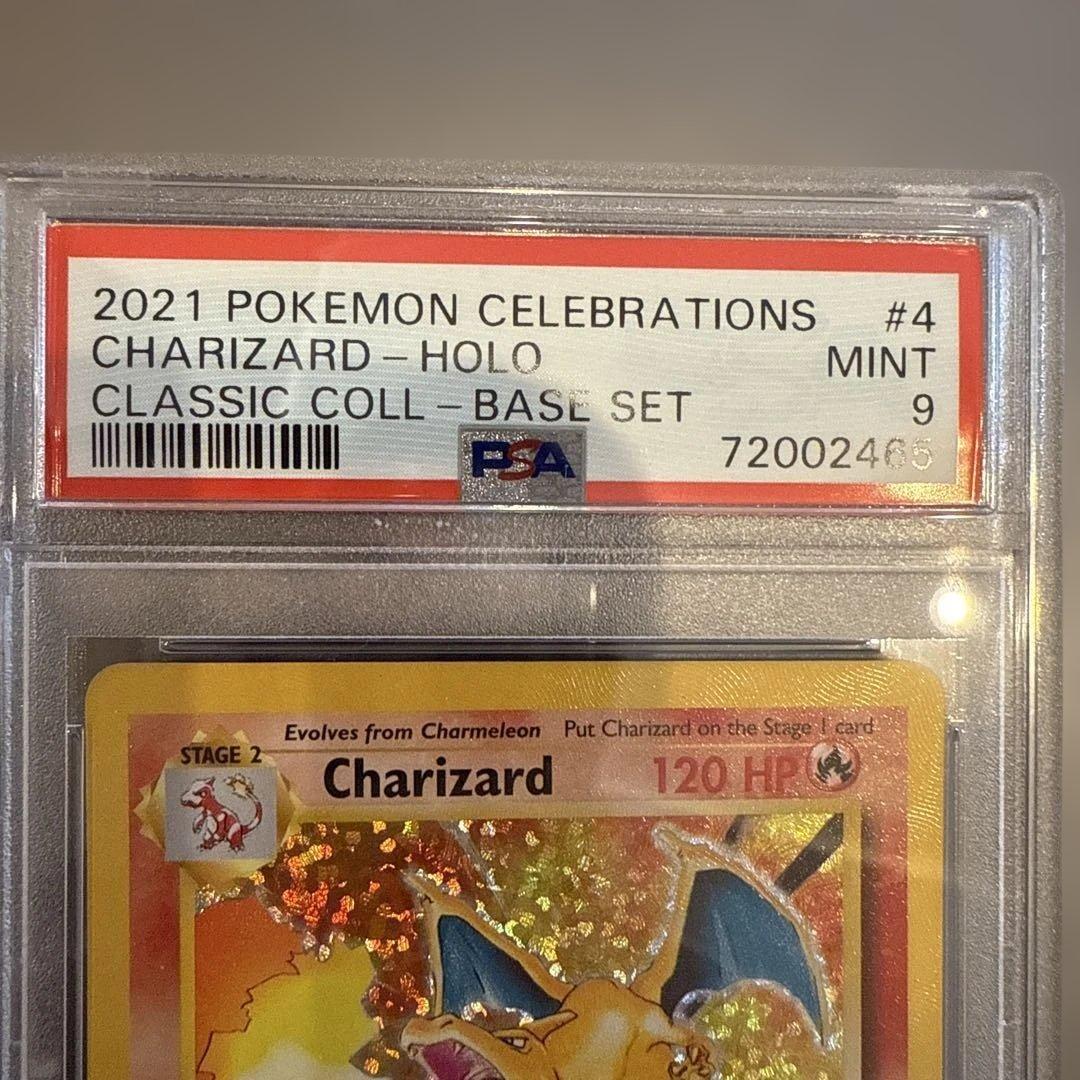 2021 POKEMON CELEBRATIONS #4
CHARIZARD - HOLO MINT
CLASSIC COLL - BASE SET 9
PSA 72002465
Evolves from Charmeleon Put Charizard on the Stage 1 card
STAGE 2
Charizard 120 HP